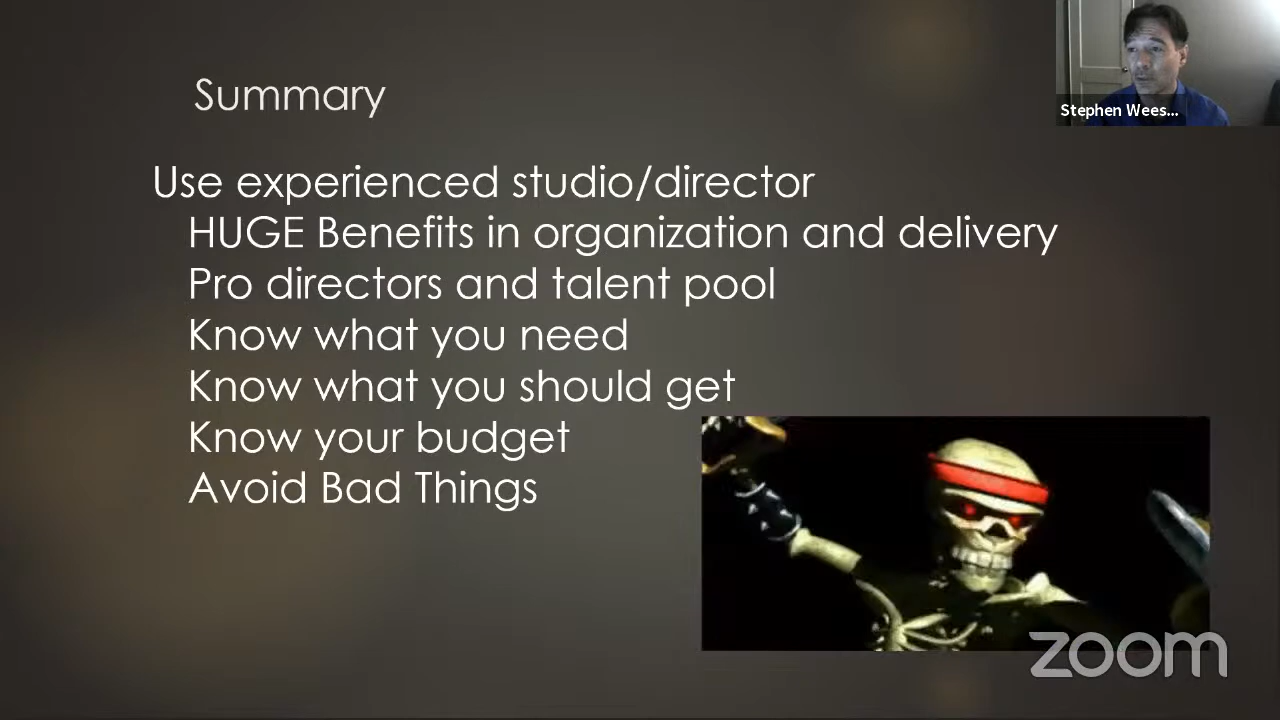 Summary
Stephen Wees...
Use experienced studio/director
HUGE Benefits in organization and delivery
Pro directors and talent pool
Know what you need
Know what you should get
Know your budget
Avoid Bad Things
zoom